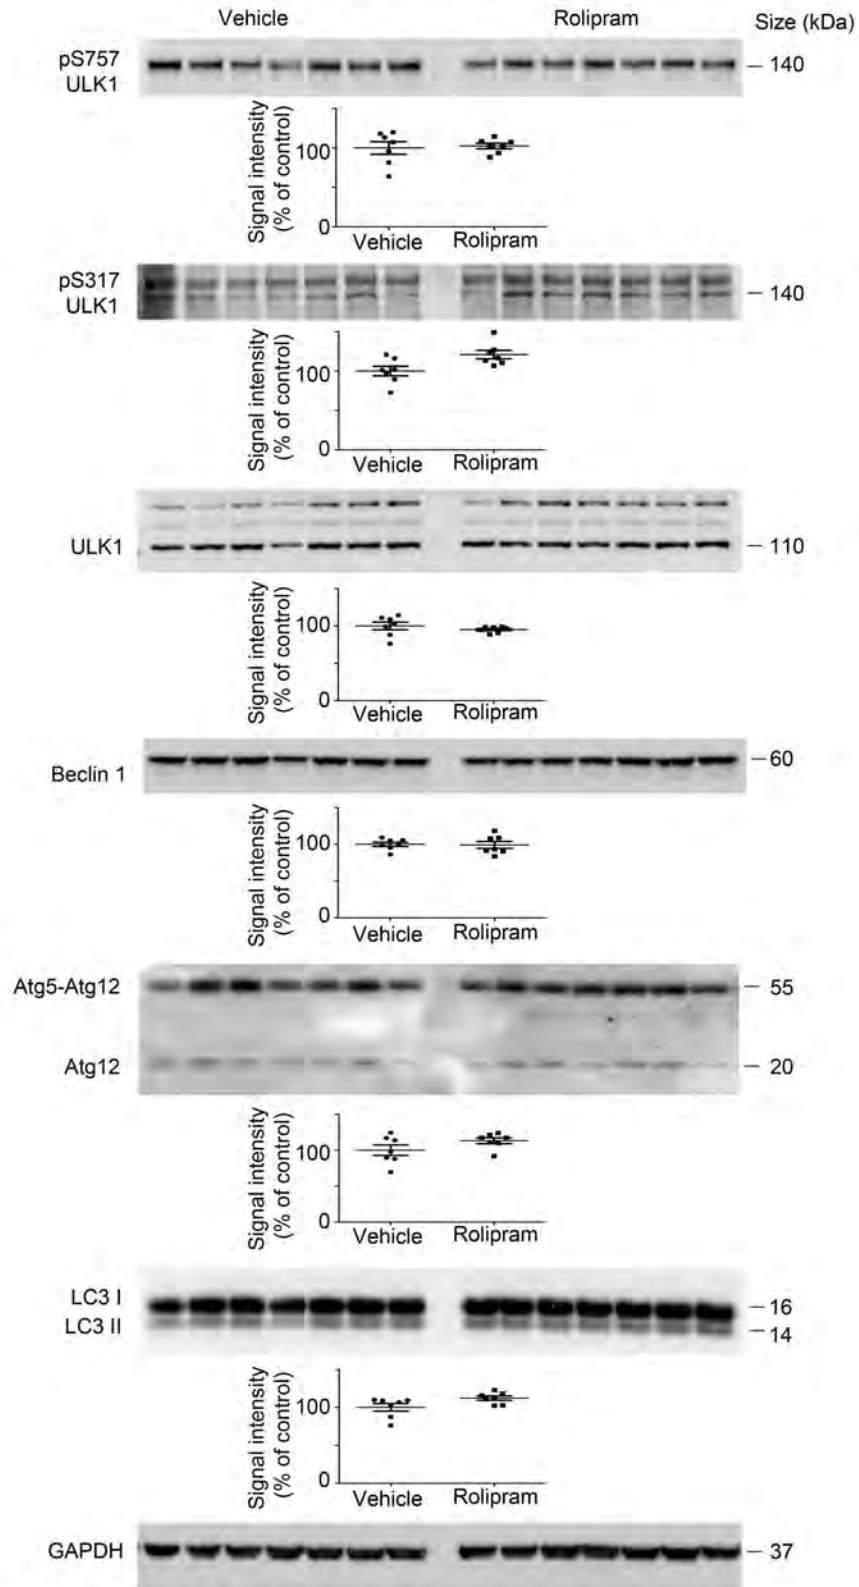 Vehicle Rolipram Size (kDa)
pS757
ULK1
– 140
Signal intensity
(% of control)
100
0
Vehicle Rolipram
pS317
ULK1
– 140
Signal intensity
(% of control)
100
0
Vehicle Rolipram
ULK1 – 110
Signal intensity
(% of control)
100
0
Vehicle Rolipram
Beclin 1 –60
Signal intensity
(% of control)
100
0
Vehicle Rolipram
Atg5-Atg12 – 55
Atg12 – 20
Signal intensity
(% of control)
100
0
Vehicle Rolipram
LC3 I – 16
LC3 II – 14
Signal intensity
(% of control)
100
0
Vehicle Rolipram
GAPDH – 37